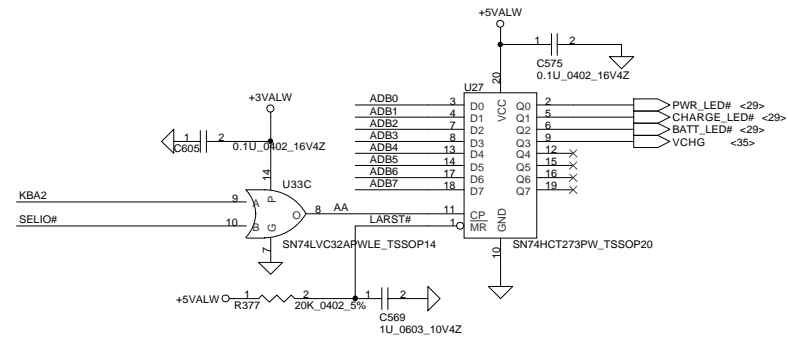 +5VALW
1 2
C575
0.1U_0402_16V4Z
20
U27
+3VALW
ADB0 3 D0 VCC Q0 2 PWR_LED# <29>
ADB1 4 D1 Q1 5 CHARGE_LED# <29>
ADB2 7 D2 Q2 6 BATT_LED# <29>
ADB3 8 D3 Q3 9 VCHG <35>
ADB4 13 D4 Q4 12
ADB5 14 D5 Q5 15
ADB6 17 D6 Q6 16
ADB7 18 D7 Q7 19
1 2
C605 0.1U_0402_16V4Z
14
U33C
KBA2 9 A P
O 8 AA 11 CP
SELIO# 10 B G
LARST# 1 MR GND
7
SN74LVC32APWLE_TSSOP14
SN74HCT273PW_TSSOP20
10
+5VALW 1 2 1 2
R377 20K_0402_5%
C569
1U_0603_10V4Z